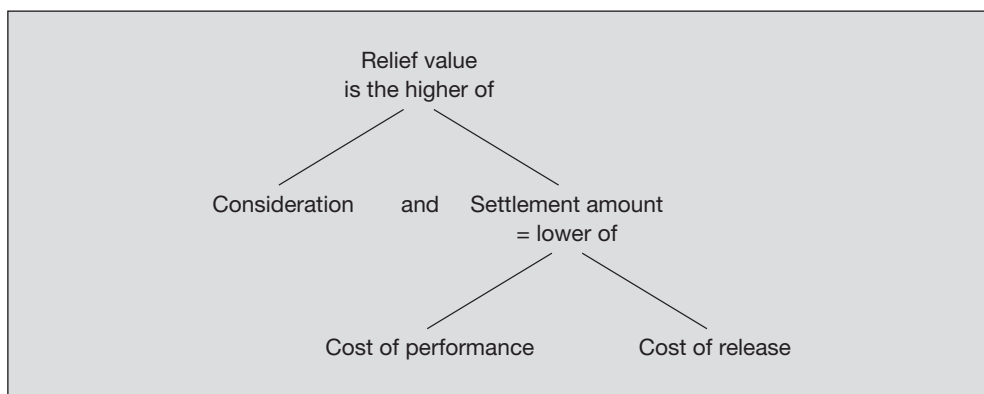 Relief value
is the higher of
Consideration and Settlement amount
= lower of
Cost of performance Cost of release